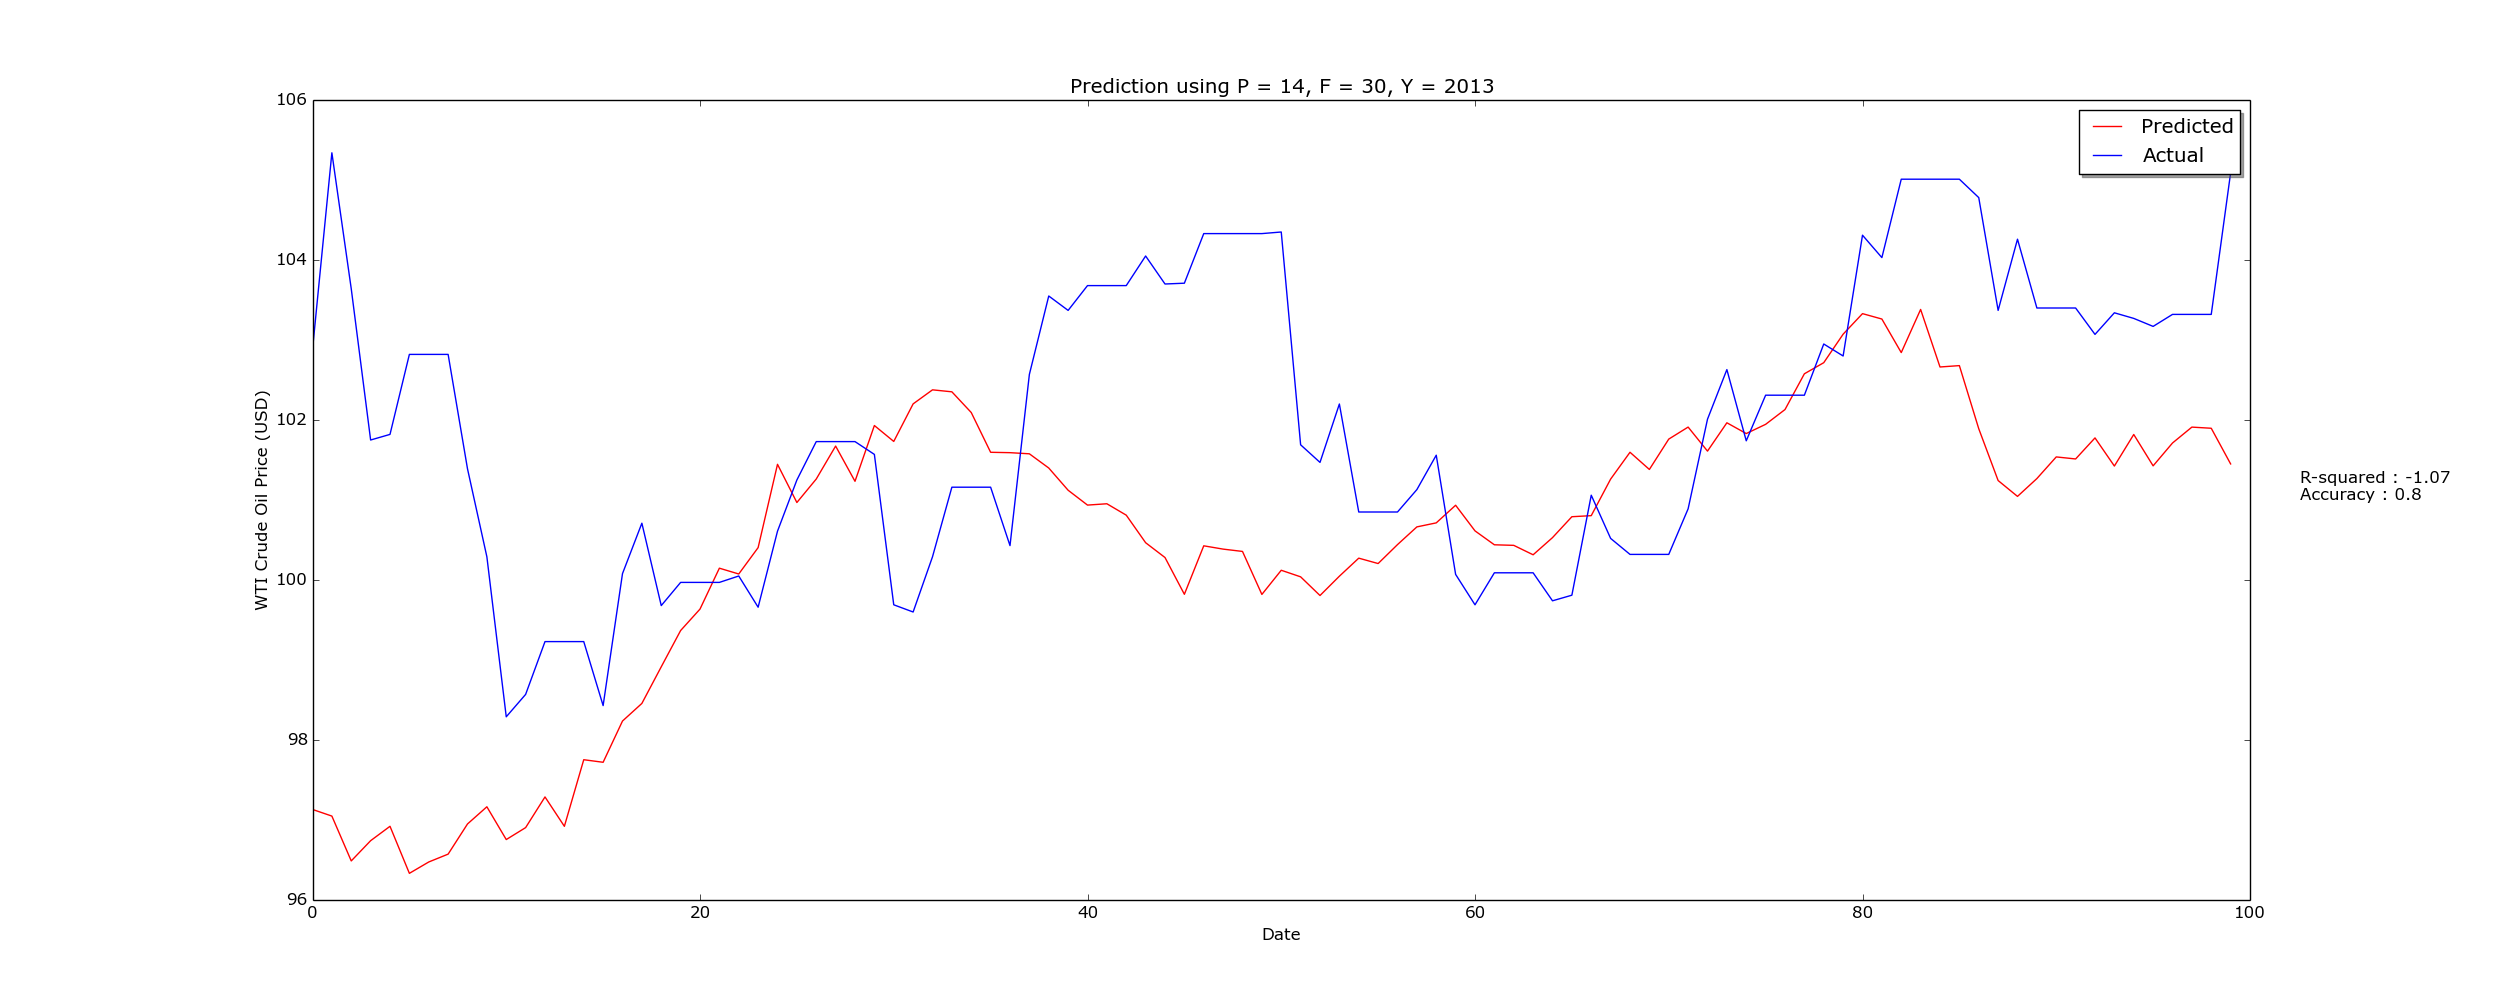 Prediction using P = 14, F = 30, Y = 2013
106
104
102
100
98
96
WTI Crude Oil Price (USD)
Predicted
Actual
R-squared : -1.07
Accuracy : 0.8
0 20 40 60 80 100
Date